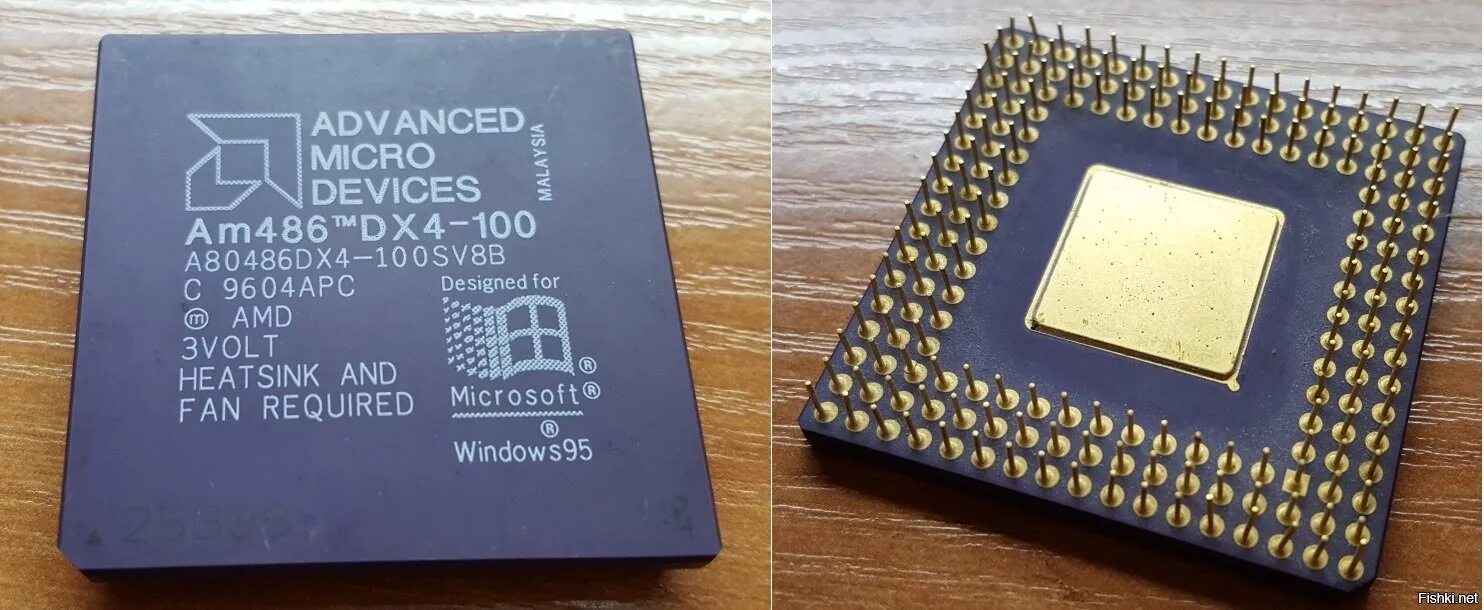 ADVANCED
MICRO
DEVICES
MALAYSIA
Am486™DX4-100
A80486DX4-100SV8B
C 9604APC
ⓜ AMD
3VOLT
HEATSINK AND
FAN REQUIRED
Designed for
®
Microsoft®
®
Windows95
Fishki.net